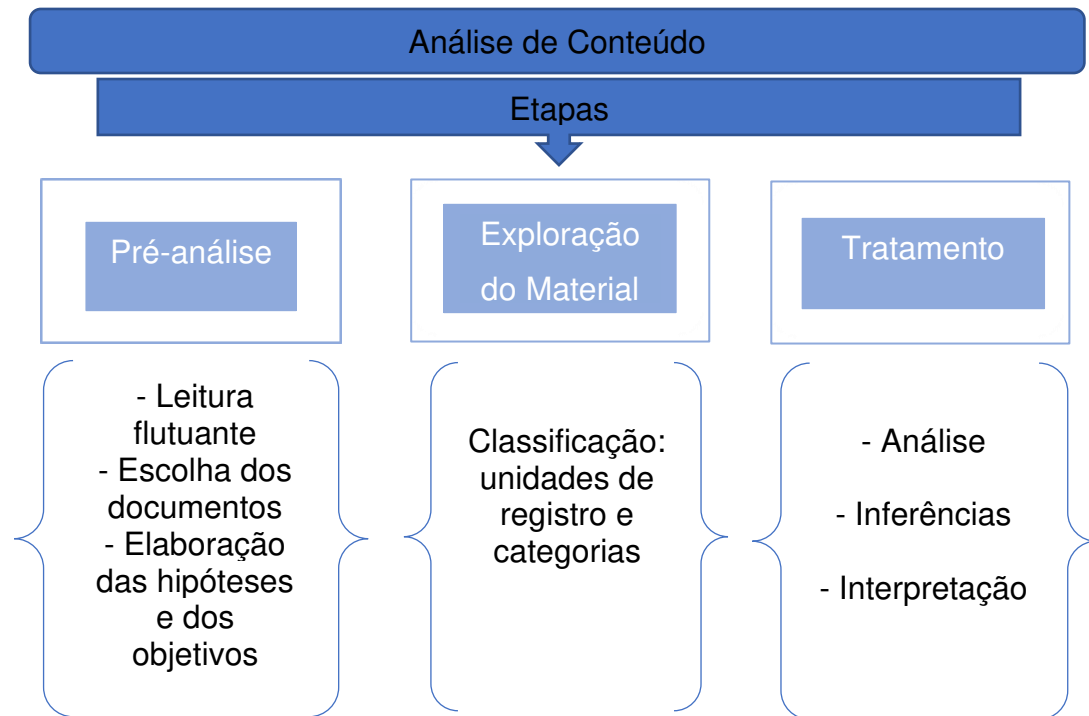 Análise de Conteúdo
Etapas
Pré-análise
Exploração
do Material
Tratamento
- Leitura
flutuante
- Escolha dos
documentos
- Elaboração
das hipóteses
e dos
objetivos
Classificação:
unidades de
registro e
categorias
- Análise
- Inferências
- Interpretação